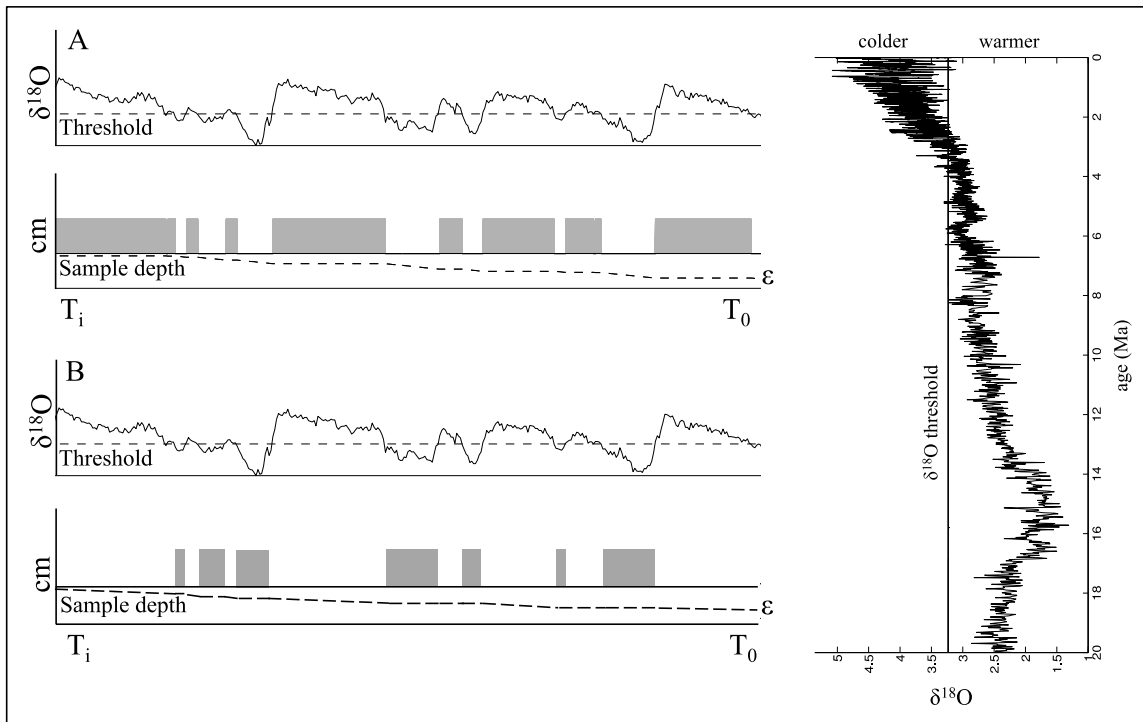 A
δ18O
Threshold
cm
Sample depth
ε
Ti
T0
B
δ18O
Threshold
cm
Sample depth
ε
Ti
T0
colder
warmer
0
2
4
6
8
10
12
14
16
18
20
age (Ma)
δ18O threshold
5
4.5
4
3.5
3
2.5
2
1.5
1
δ18O